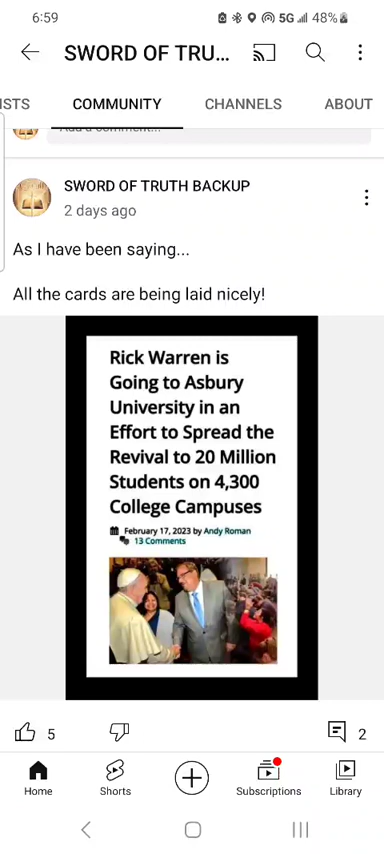 6:59
5G 48%
SWORD OF TRU...
ISTS COMMUNITY CHANNELS ABOUT
Add a comment...
SWORD OF TRUTH BACKUP
2 days ago
As I have been saying...
All the cards are being laid nicely!
Rick Warren is
Going to Asbury
University in an
Effort to Spread the
Revival to 20 Million
Students on 4,300
College Campuses
February 17, 2023 by Andy Roman
13 Comments
5 2
Home Shorts Subscriptions Library